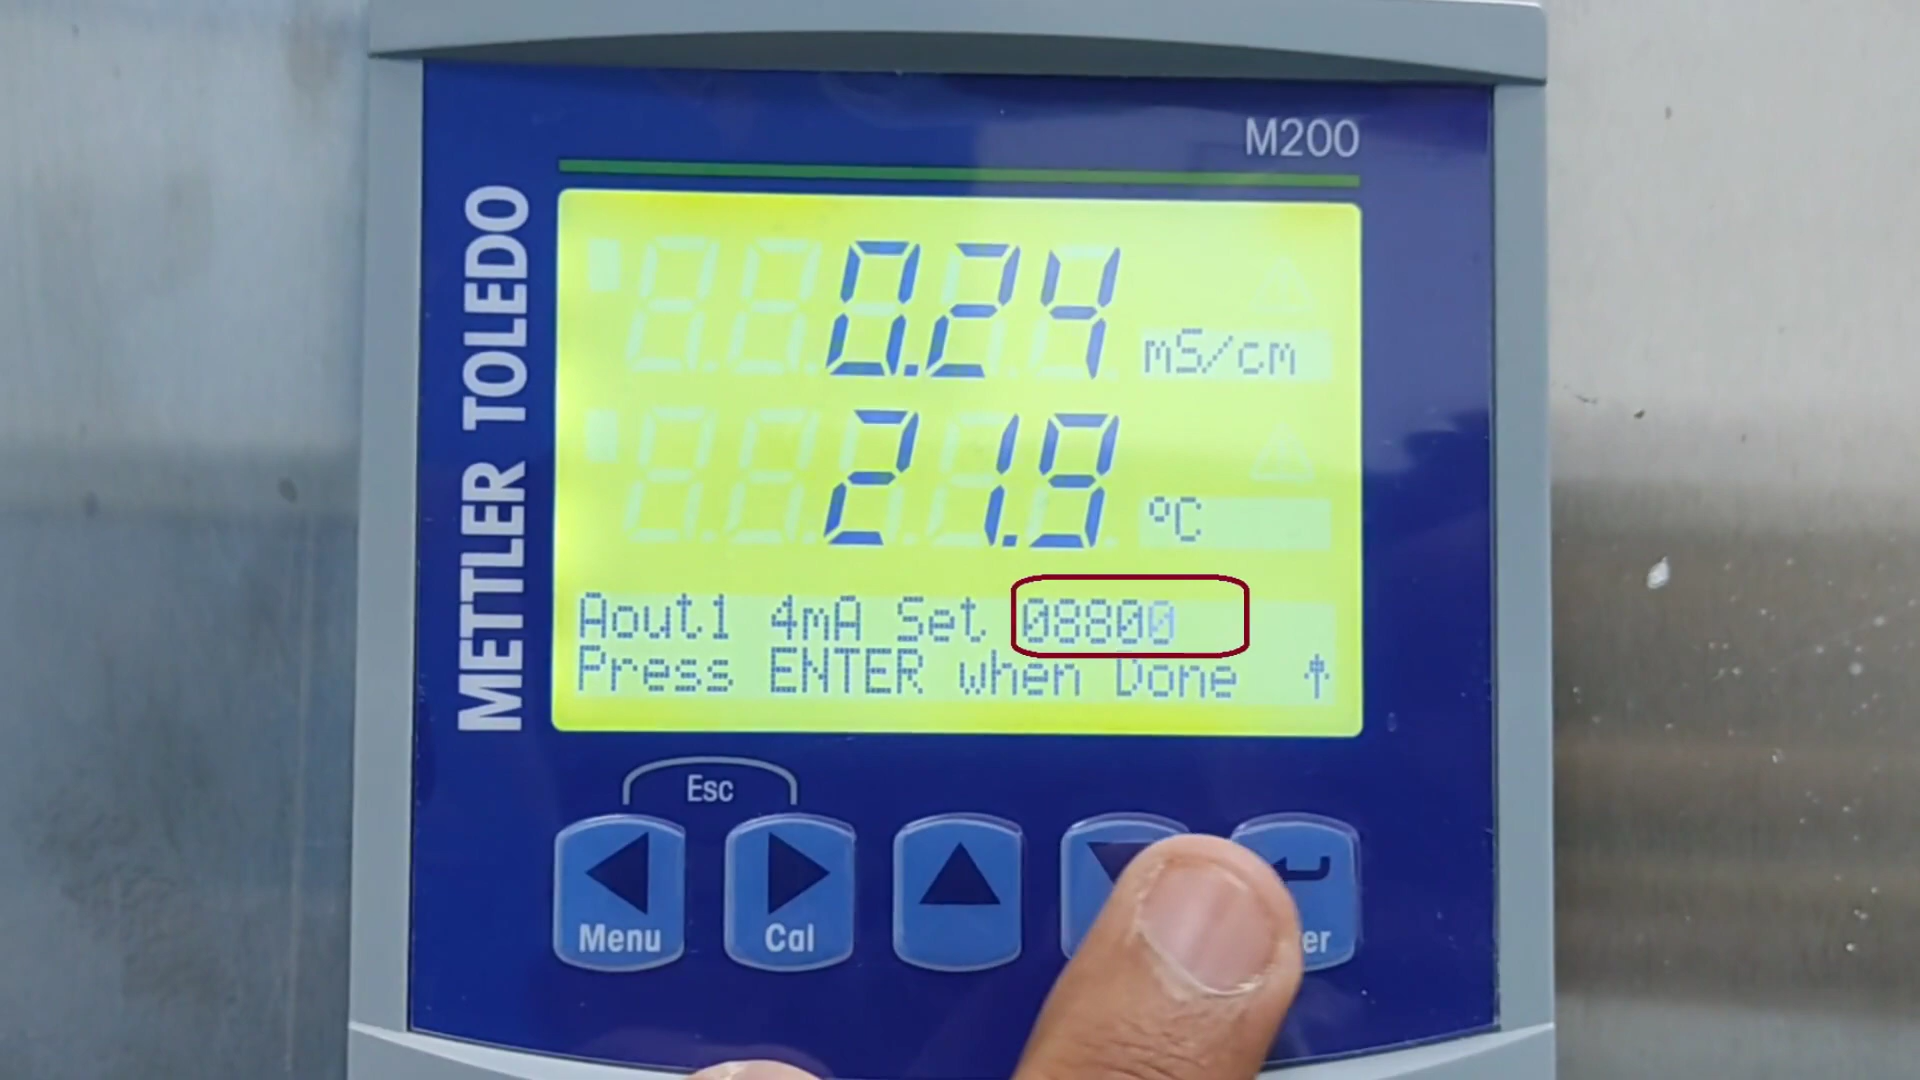 M200
METTLER TOLEDO
0.24 mS/cm
21.9 °C
Aout1 4mA Set 08800
Press ENTER when Done
Esc
Menu
Cal
er